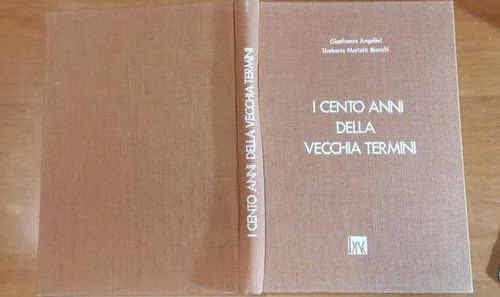 I CENTO ANNI DELLA VECCHIA TERMINI
Gianfranco Angeleri
Umberto Mariotti Bianchi
I CENTO ANNI
DELLA
VECCHIA TERMINI